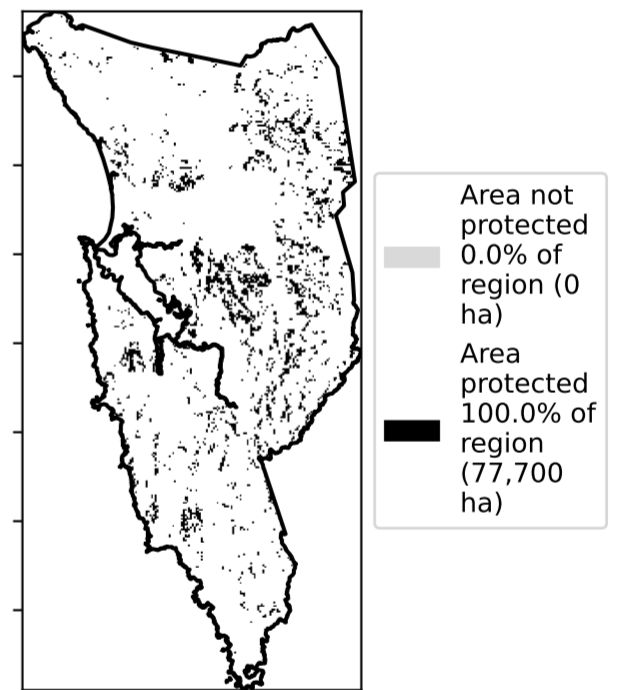 Area not
protected
0.0% of
region (0
ha)
Area
protected
100.0% of
region
(77,700
ha)